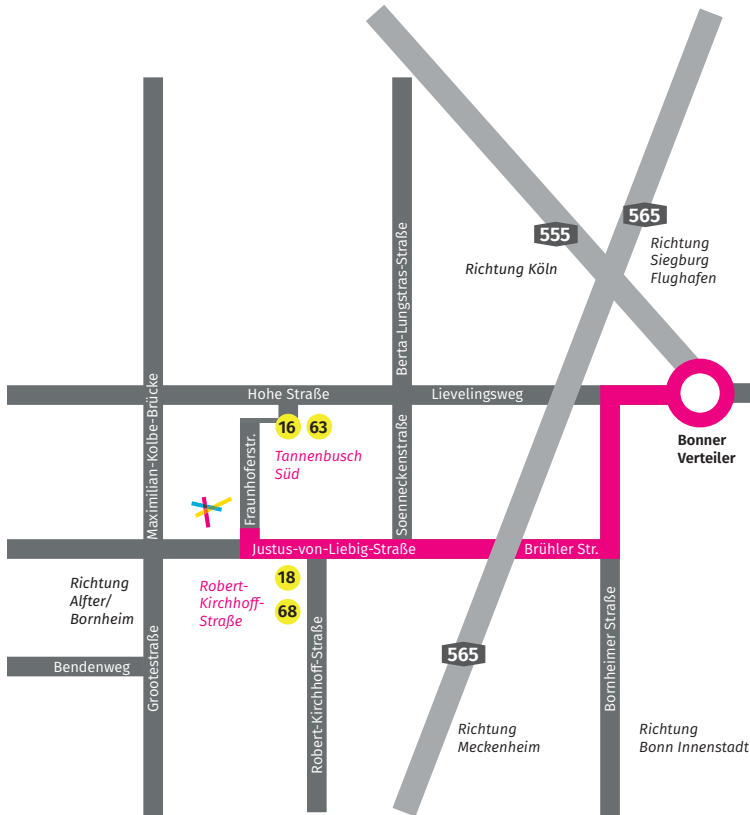 565
555
Richtung
Siegburg
Flughafen
Richtung Köln
Berta-Lungstras-Straße
Maximilian-Kolbe-Brücke
Hohe Straße
Lievelingsweg
16
63
Bonner
Verteiler
Tannenbusch
Süd
Fraunhoferstr.
Soenneckenstraße
Justus-von-Liebig-Straße
Brühler Str.
Richtung
Alfter/
Bornheim
Robert-
Kirchhoff-
Straße
18
68
Grootestraße
Robert-Kirchhoff-Straße
Bornheimer Straße
565
Bendenweg
Richtung
Meckenheim
Richtung
Bonn Innenstadt